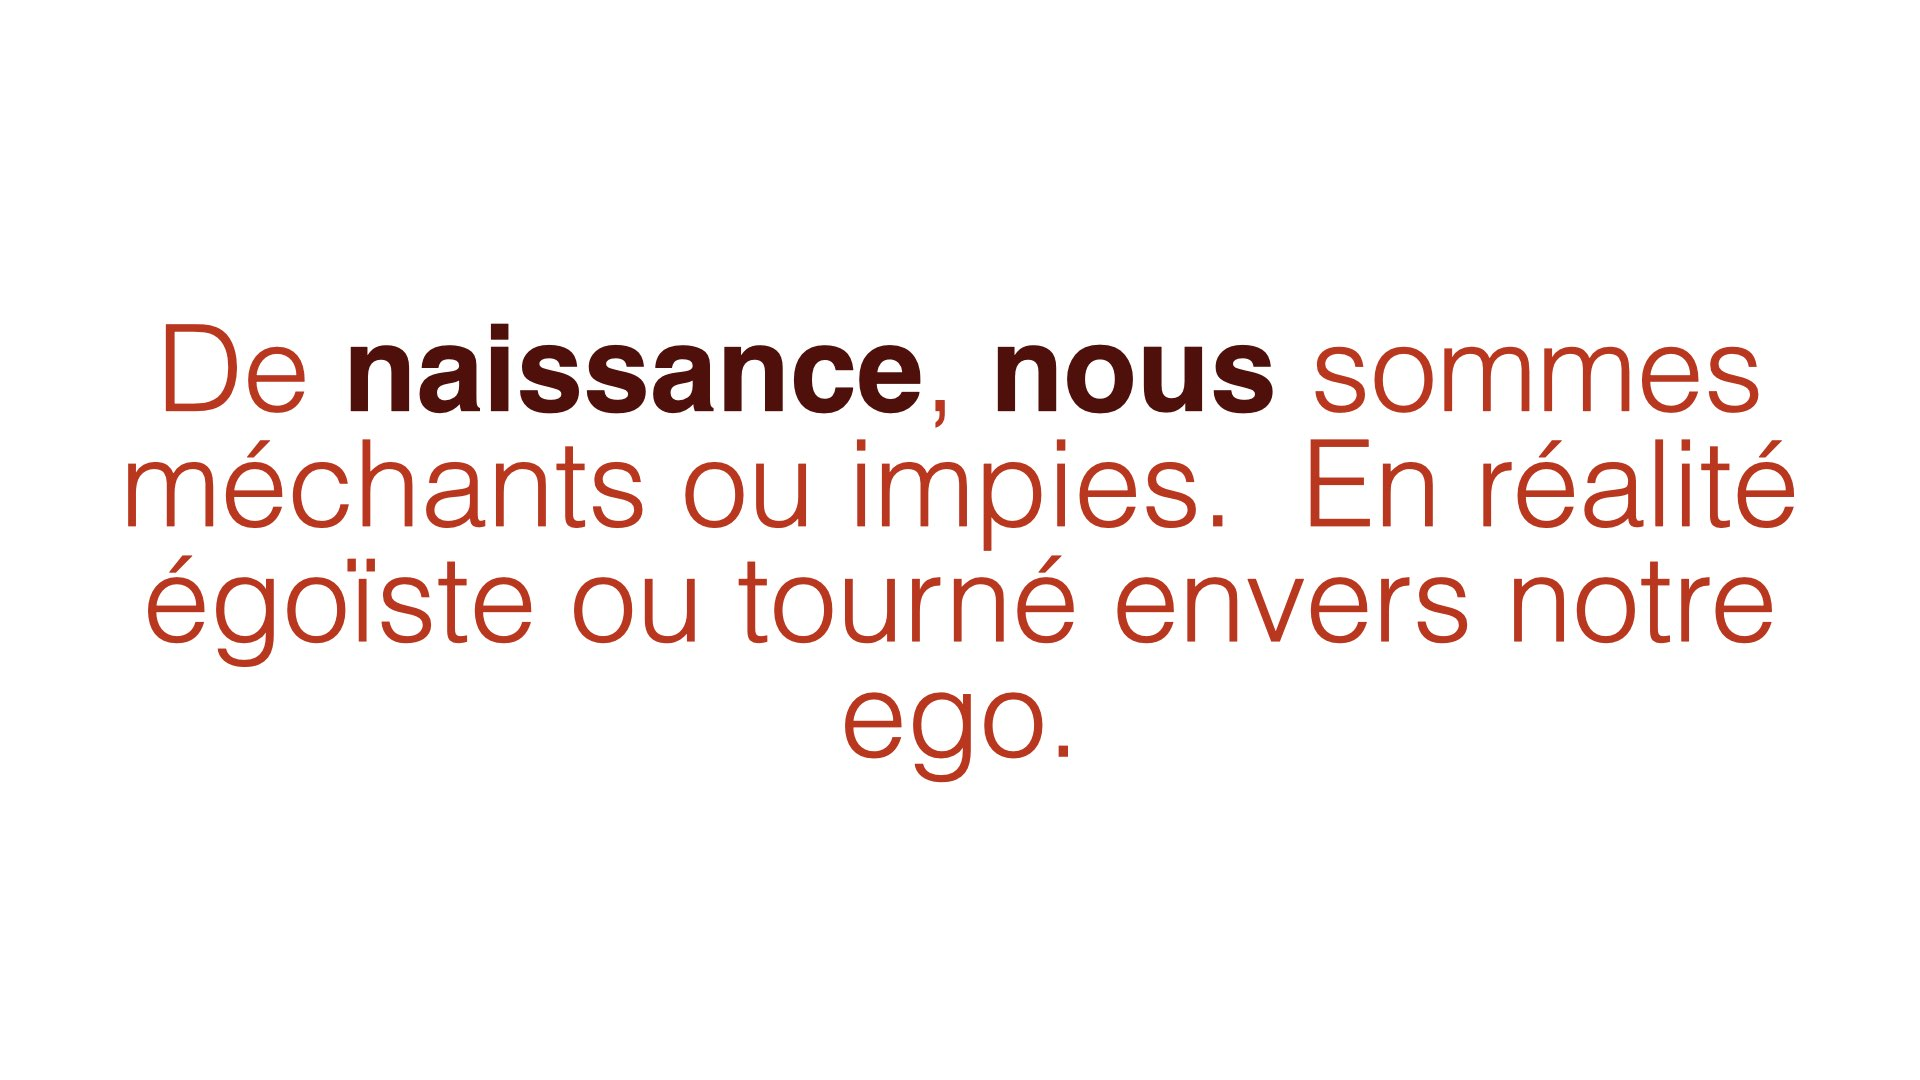 De naissance, nous sommes
méchants ou impies.  En réalité
égoïste ou tourné envers notre
ego.